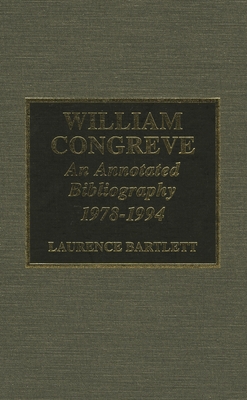 WILLIAM
CONGREVE
An Annotated
Bibliography
1978-1994
LAURENCE BARTLETT